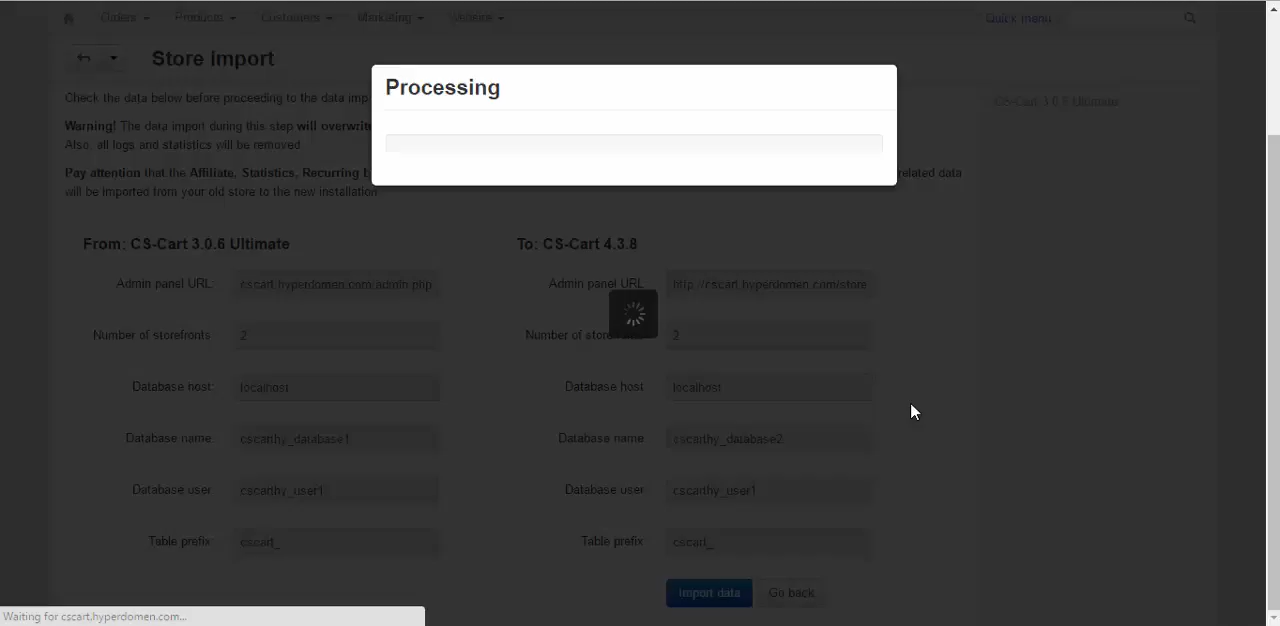 Orders Products Customers Marketing Website Quick menu
Store import
Processing
Check the data below before proceeding to the data imp
CS-Cart 3.0.6 Ultimate
Warning! The data import during this step will overwrite
Also, all logs and statistics will be removed
Pay attention that the Affiliate, Statistics, Recurring related data
will be imported from your old store to the new installation
From: CS-Cart 3.0.6 Ultimate To: CS-Cart 4.3.8
Admin panel URL: cscart.hyperdomen.com/admin.php Admin panel URL http://cscart.hyperdomen.com/store
Number of storefronts 2 Number of 2
Database host: localhost Database host localhost
Database name: cscarthy_database1 Database name cscarthy_database2
Database user cscarthy_user1 Database user cscarthy_user1
Table prefix: cscart_ Table prefix cscart_
Import data Go back
Waiting for cscart.hyperdomen.com...